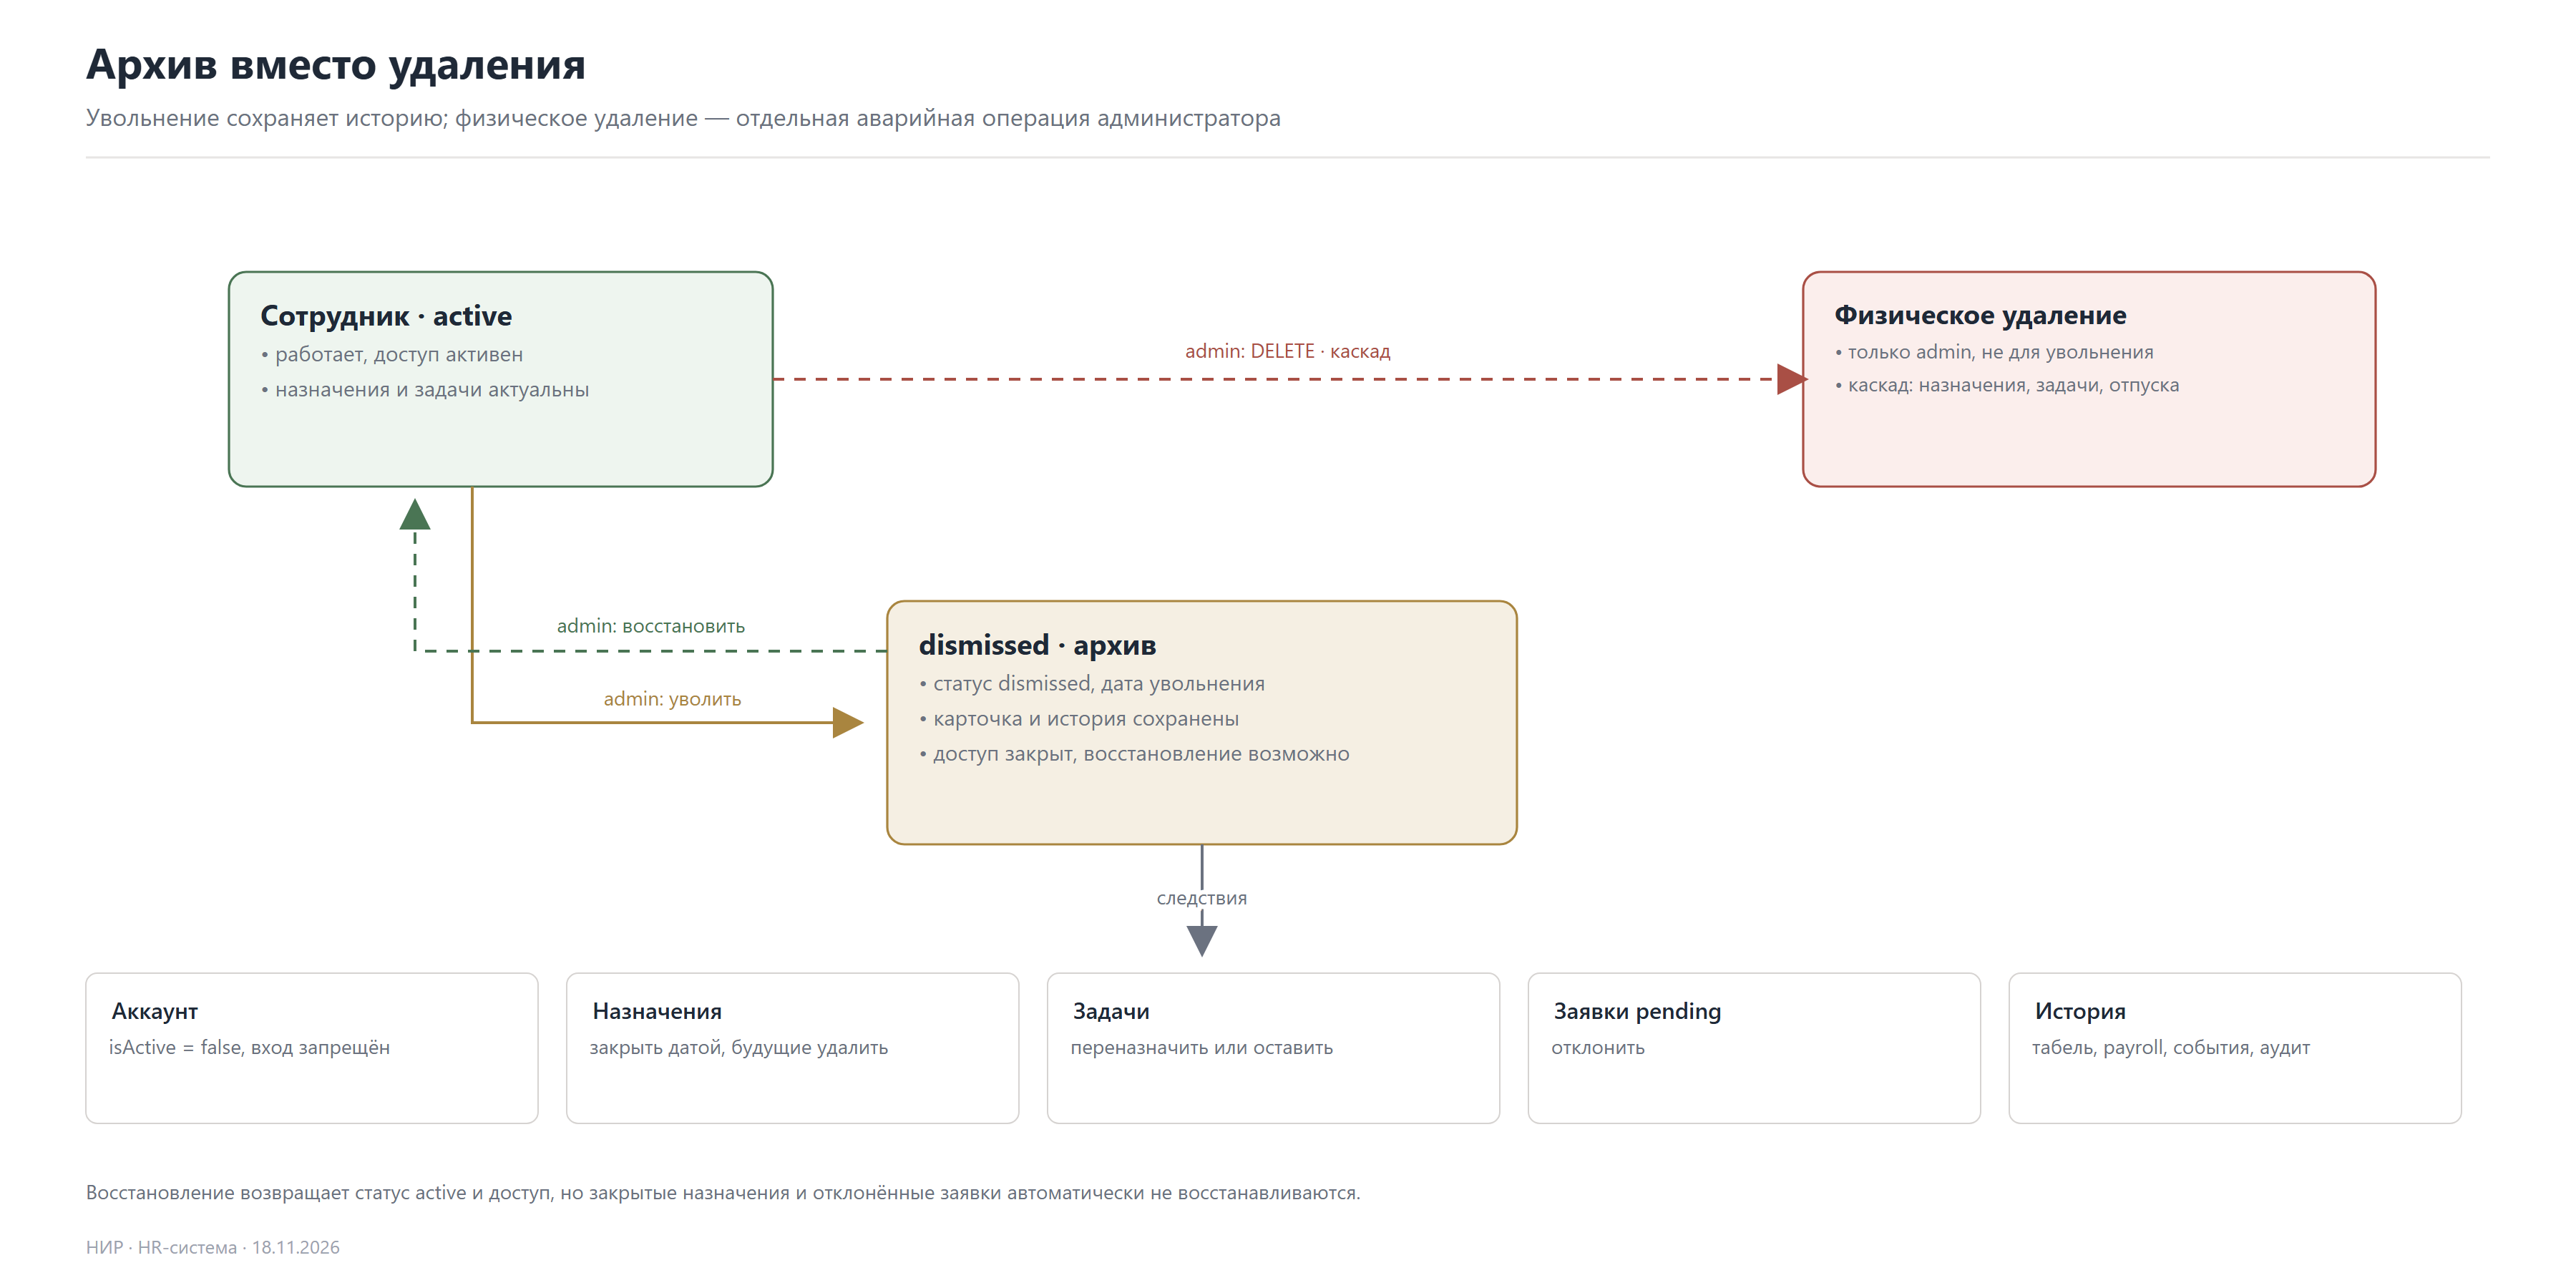 Архив вместо удаления
Увольнение сохраняет историю; физическое удаление — отдельная аварийная операция администратора
Сотрудник · active
• работает, доступ активен
• назначения и задачи актуальны
admin: DELETE · каскад
Физическое удаление
• только admin, не для увольнения
• каскад: назначения, задачи, отпуска
admin: восстановить
admin: уволить
dismissed · архив
• статус dismissed, дата увольнения
• карточка и история сохранены
• доступ закрыт, восстановление возможно
следствия
Аккаунт
isActive = false, вход запрещён
Назначения
закрыть датой, будущие удалить
Задачи
переназначить или оставить
Заявки pending
отклонить
История
табель, payroll, события, аудит
Восстановление возвращает статус active и доступ, но закрытые назначения и отклонённые заявки автоматически не восстанавливаются.
НИР · HR-система · 18.11.2026